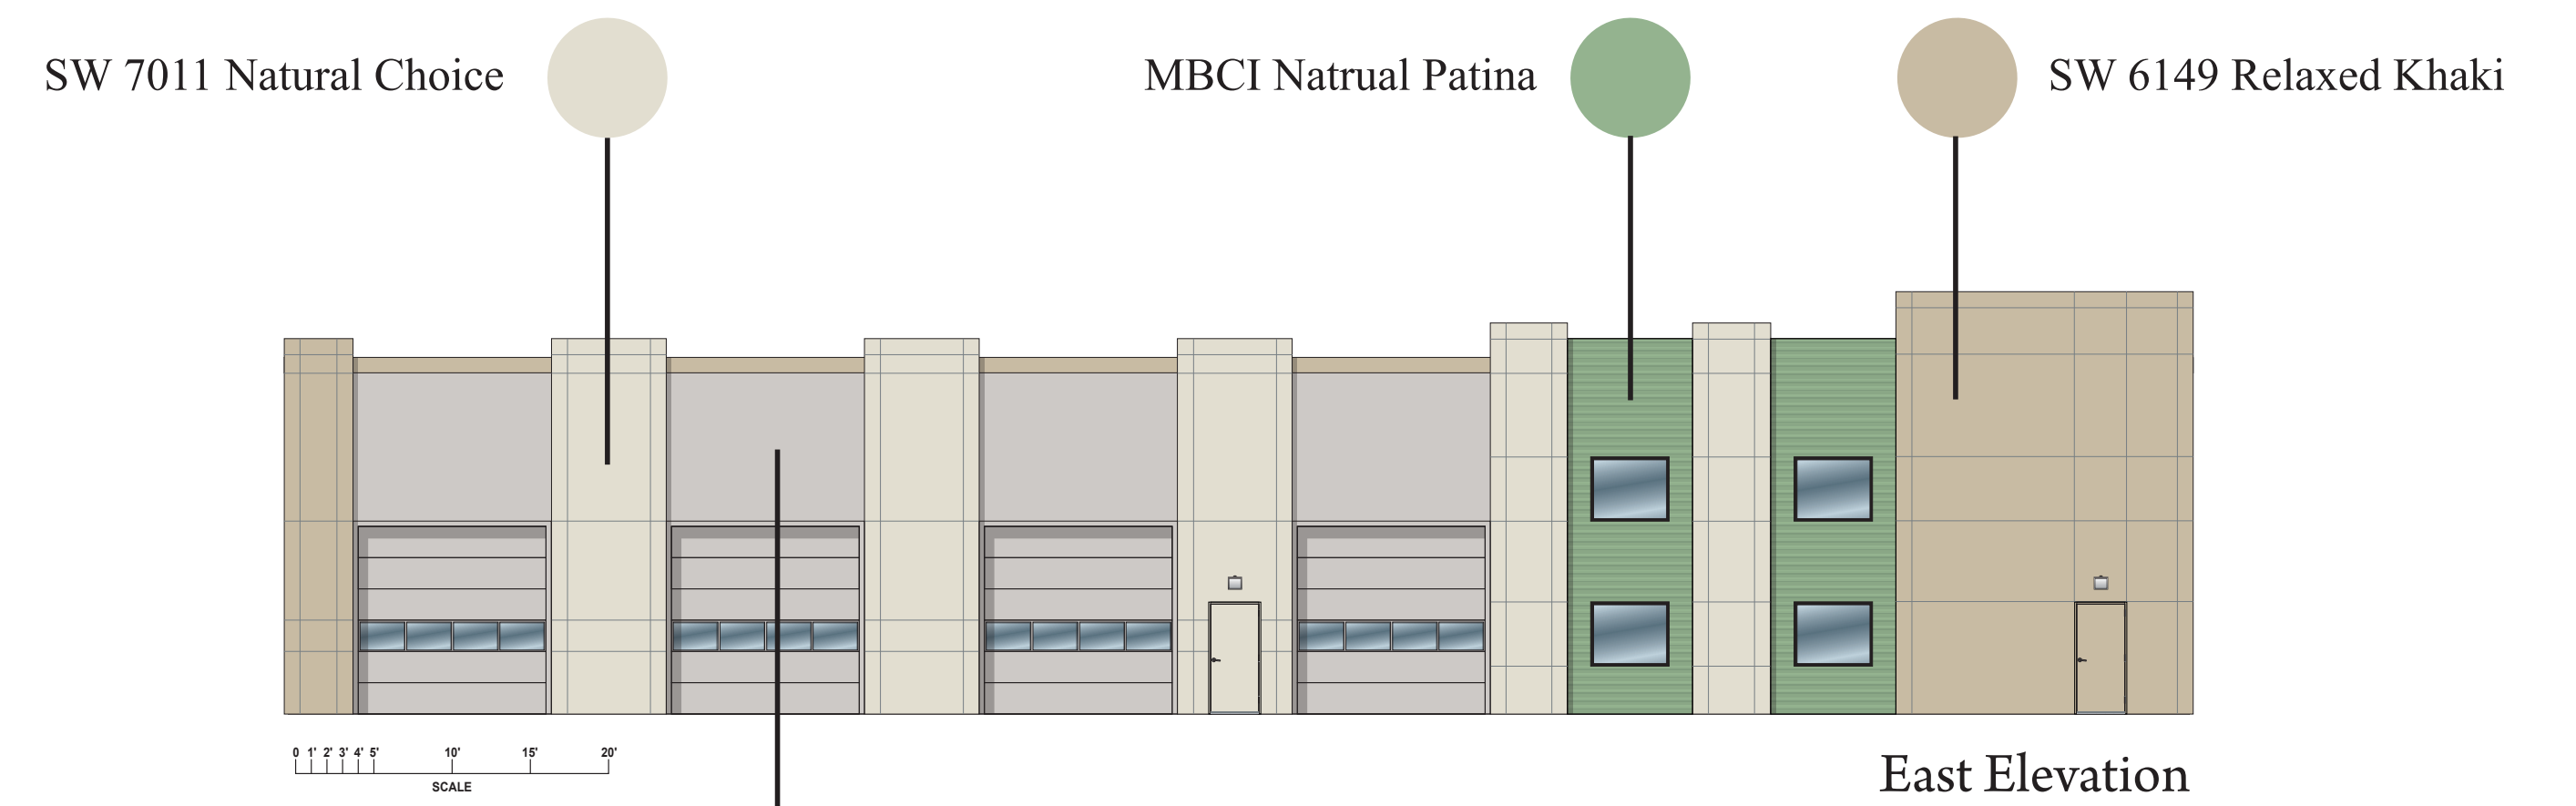 SW 7011 Natural Choice
MBCI Natrual Patina
SW 6149 Relaxed Khaki
0 1' 2' 3' 4' 5' 10' 15' 20'
SCALE
East Elevation